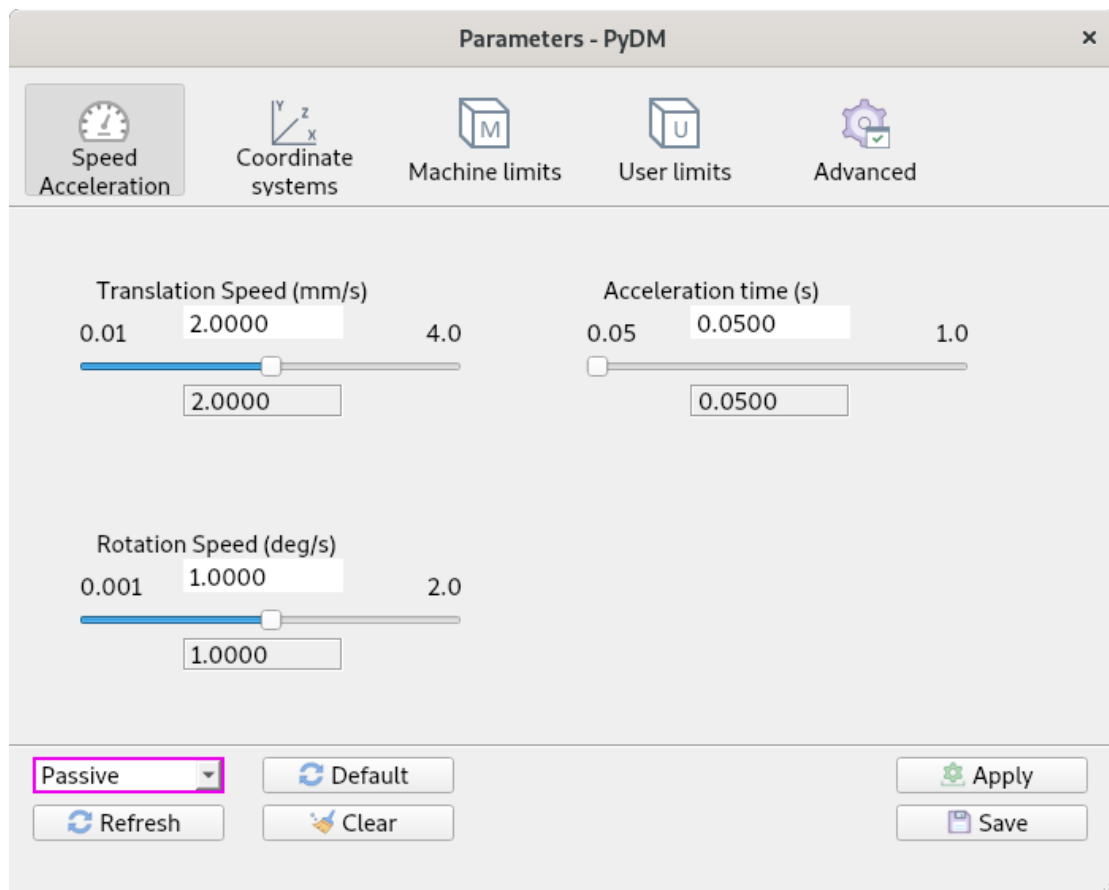 Parameters - PyDM
Speed
Acceleration
Y Z X
Coordinate
systems
M
Machine limits
U
User limits
Advanced
Translation Speed (mm/s)
0.01 2.0000 4.0
2.0000
Acceleration time (s)
0.05 0.0500 1.0
0.0500
Rotation Speed (deg/s)
0.001 1.0000 2.0
1.0000
Passive
Default
Apply
Refresh
Clear
Save